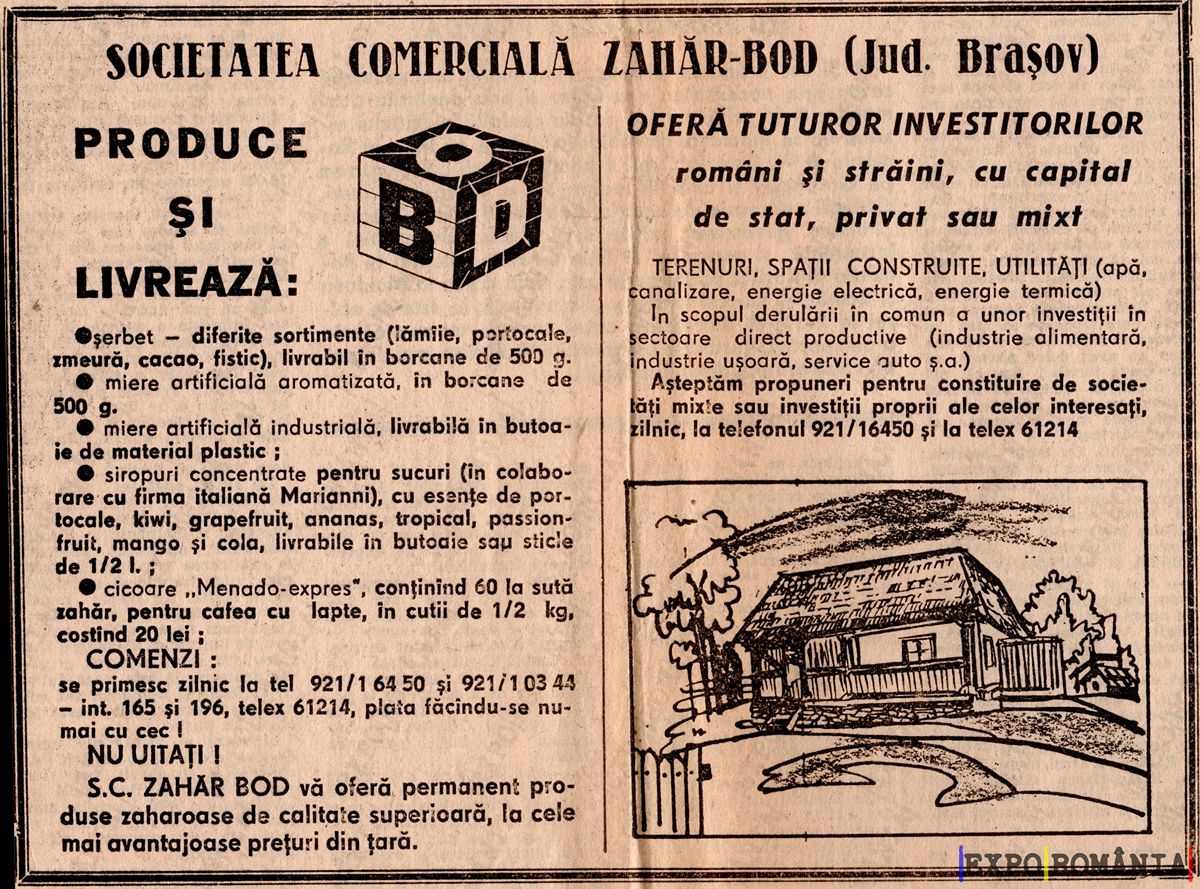 SOCIETATEA COMERCIALĂ ZAHĂR-BOD (Jud. Braşov)
PRODUCE
ŞI
LIVREAZĂ:
B O D
●şerbet – diferite sortimente (lămîie, portocale,
zmeură, cacao, fistic), livrabil în borcane de 500 g.
● miere artificială aromatizată, în borcane de
500 g.
● miere artificială industrială, livrabilă în butoa-
ie de material plastic ;
● siropuri concentrate pentru sucuri (în colabo-
rare cu firma italiană Marianni), cu esenţe de por-
tocale, kiwi, grapefruit, ananas, tropical, passion-
fruit, mango şi cola, livrabile în butoaie sau sticle
de 1/2 l. ;
● cicoare ,,Menado-expres", conţinînd 60 la sută
zahăr, pentru cafea cu lapte, în cutii de 1/2 kg,
costînd 20 lei ;
COMENZI :
se primesc zilnic la tel 921/1 64 50 şi 921/1 03 44
– int. 165 şi 196, telex 61214, plata făcîndu-se nu-
mai cu cec !
NU UITAŢI !
S.C. ZAHĂR BOD vă oferă permanent pro-
duse zaharoase de calitate superioară, la cele
mai avantajoase preţuri din ţară.
OFERĂ TUTUROR INVESTITORILOR
români şi străini, cu capital
de stat, privat sau mixt
TERENURI, SPAŢII CONSTRUITE, UTILITĂŢI (apă,
canalizare, energie electrică, energie termică)
In scopul derulării în comun a unor investiţii în
sectoare direct productive (industrie alimentară,
industrie uşoară, service auto ş.a.)
Aşteptăm propuneri pentru constituire de socie-
tăţi mixte sau investiţii proprii ale celor interesaţi,
zilnic, la telefonul 921/16450 şi la telex 61214
EXPO ROMÂNIA